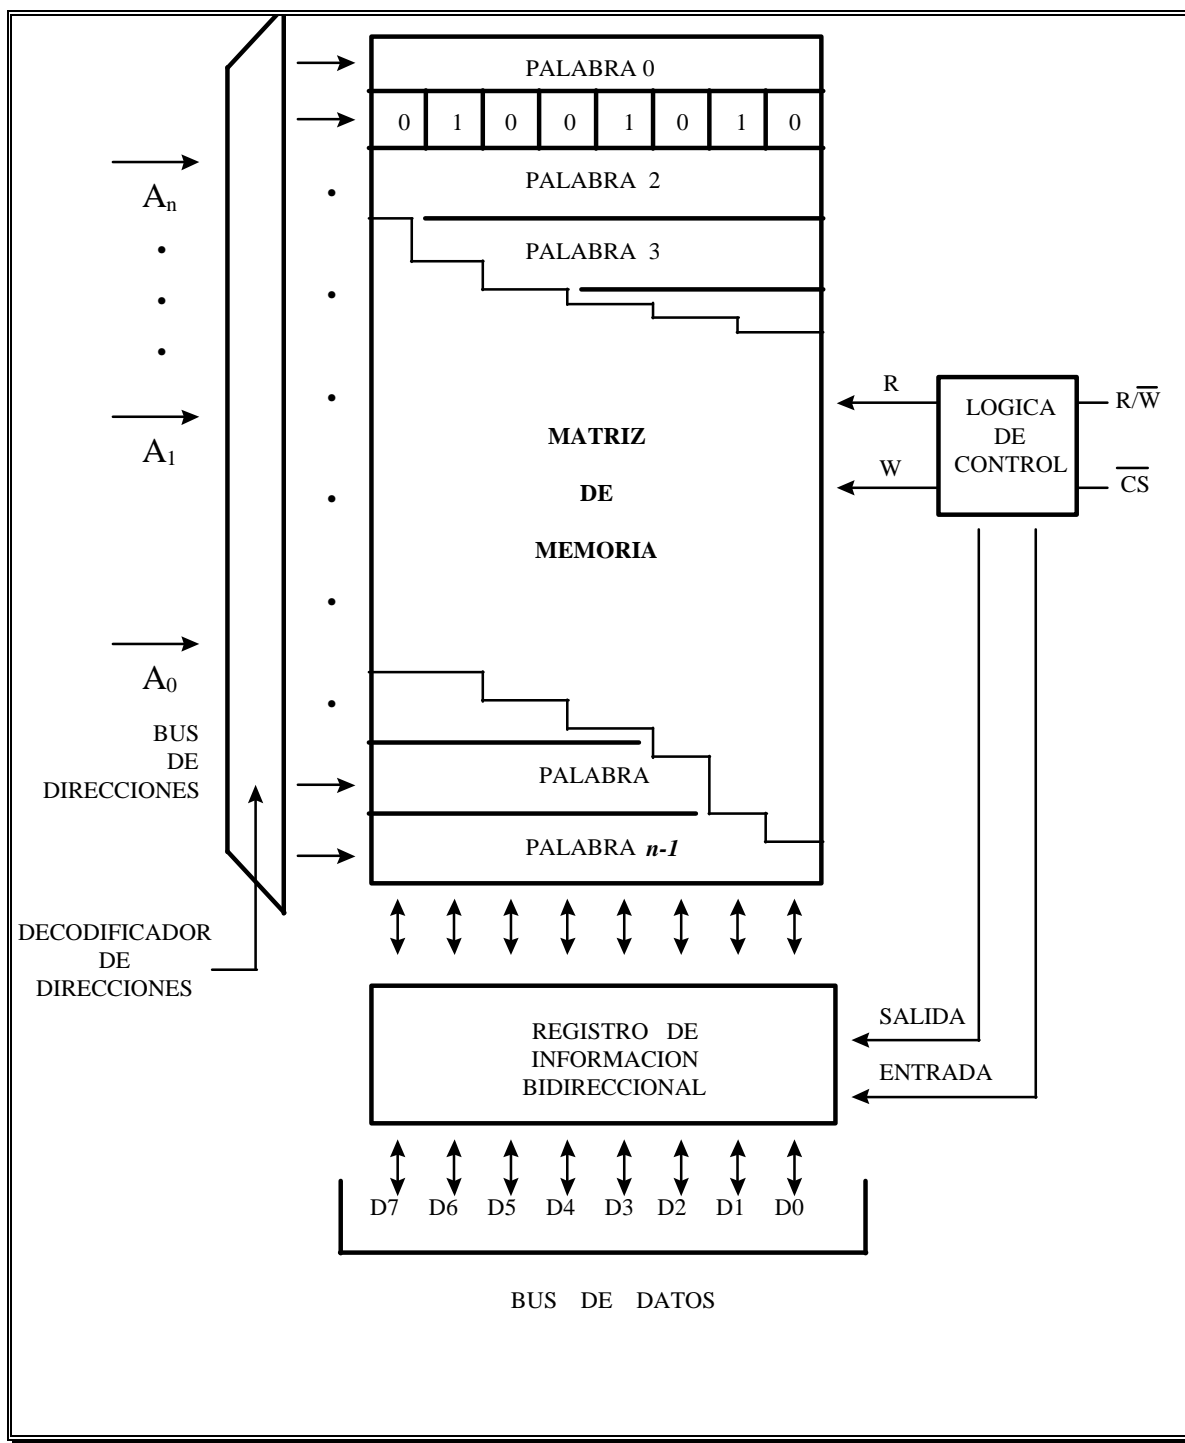 PALABRA 0
0 1 0 0 1 0 1 0
PALABRA 2
PALABRA 3
Aₙ
A₁
A₀
BUS
DE
DIRECCIONES
MATRIZ
DE
MEMORIA
R
W
LOGICA
DE
CONTROL
R/W̅
C̅S̅
PALABRA
PALABRA n-1
DECODIFICADOR
DE
DIRECCIONES
REGISTRO DE
INFORMACION
BIDIRECCIONAL
SALIDA
ENTRADA
D7 D6 D5 D4 D3 D2 D1 D0
BUS DE DATOS